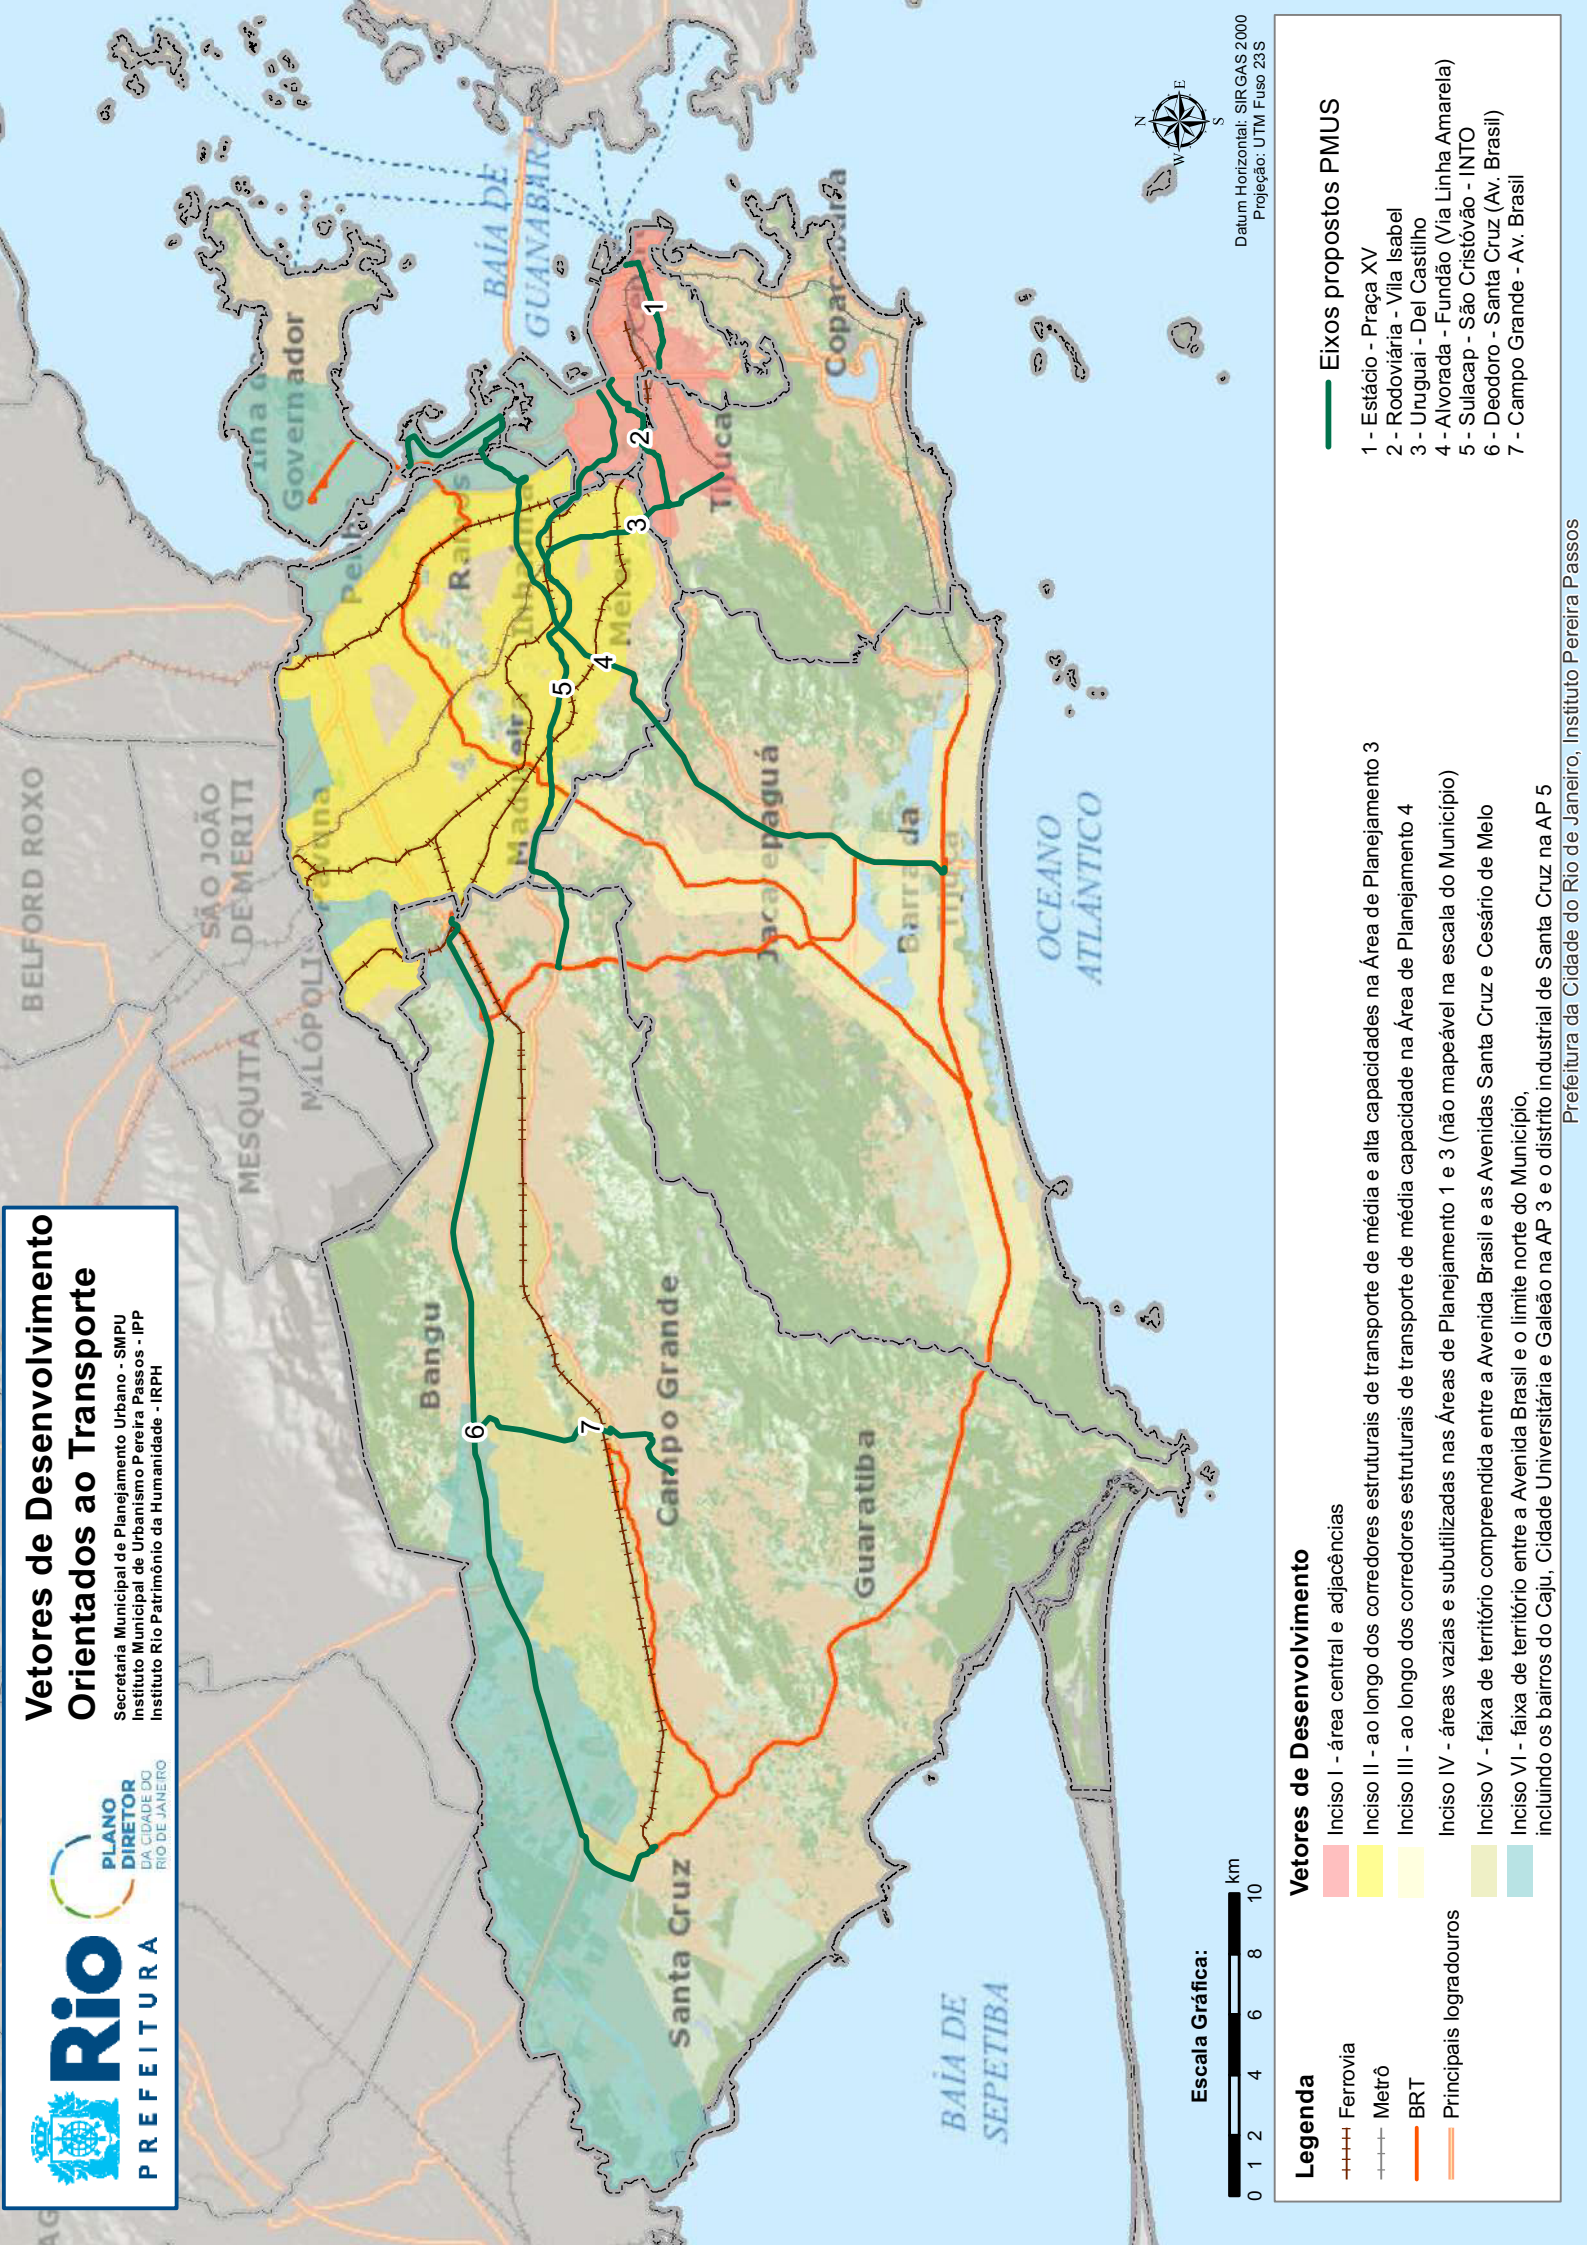 Rio
PREFEITURA
PLANO
DIRETOR
DA CIDADE DO
RIO DE JANEIRO
Vetores de Desenvolvimento
Orientados ao Transporte
Secretaria Municipal de Planejamento Urbano - SMPU
Instituto Municipal de Urbanismo Pereira Passos - IPP
Instituto Rio Patrimônio da Humanidade - IRPH
BELFORD ROXO
SÃO JOÃO
DE MERITI
MESQUITA
NILÓPOLIS
Governador
BAÍA DE
GUANABARA
Pavuna
Ramos
Inhaúma
Méier
Madureira
Tijuca
Copacabana
Bangu
Campo Grande
Jacarepaguá
Barra da
Tijuca
Guaratiba
Santa Cruz
BAÍA DE
SEPETIBA
OCEANO
ATLÂNTICO
1
2
3
4
5
6
7
N
W
E
S
Datum Horizontal: SIRGAS 2000
Projeção: UTM Fuso 23S
Escala Gráfica:
0 1 2 4 6 8 10 km
Legenda
Ferrovia
Metrô
BRT
Principais logradouros
Vetores de Desenvolvimento
Inciso I - área central e adjacências
Inciso II - ao longo dos corredores estruturais de transporte de média e alta capacidades na Área de Planejamento 3
Inciso III - ao longo dos corredores estruturais de transporte de média capacidade na Área de Planejamento 4
Inciso IV - áreas vazias e subutilizadas nas Áreas de Planejamento 1 e 3 (não mapeável na escala do Município)
Inciso V - faixa de território compreendida entre a Avenida Brasil e as Avenidas Santa Cruz e Cesário de Melo
Inciso VI - faixa de território entre a Avenida Brasil e o limite norte do Município,
incluindo os bairros do Caju, Cidade Universitária e Galeão na AP 3 e o distrito industrial de Santa Cruz na AP 5
Eixos propostos PMUS
1 - Estácio - Praça XV
2 - Rodoviária - Vila Isabel
3 - Uruguai - Del Castilho
4 - Alvorada - Fundão (Via Linha Amarela)
5 - Sulacap - São Cristóvão - INTO
6 - Deodoro - Santa Cruz (Av. Brasil)
7 - Campo Grande - Av. Brasil
Prefeitura da Cidade do Rio de Janeiro, Instituto Pereira Passos